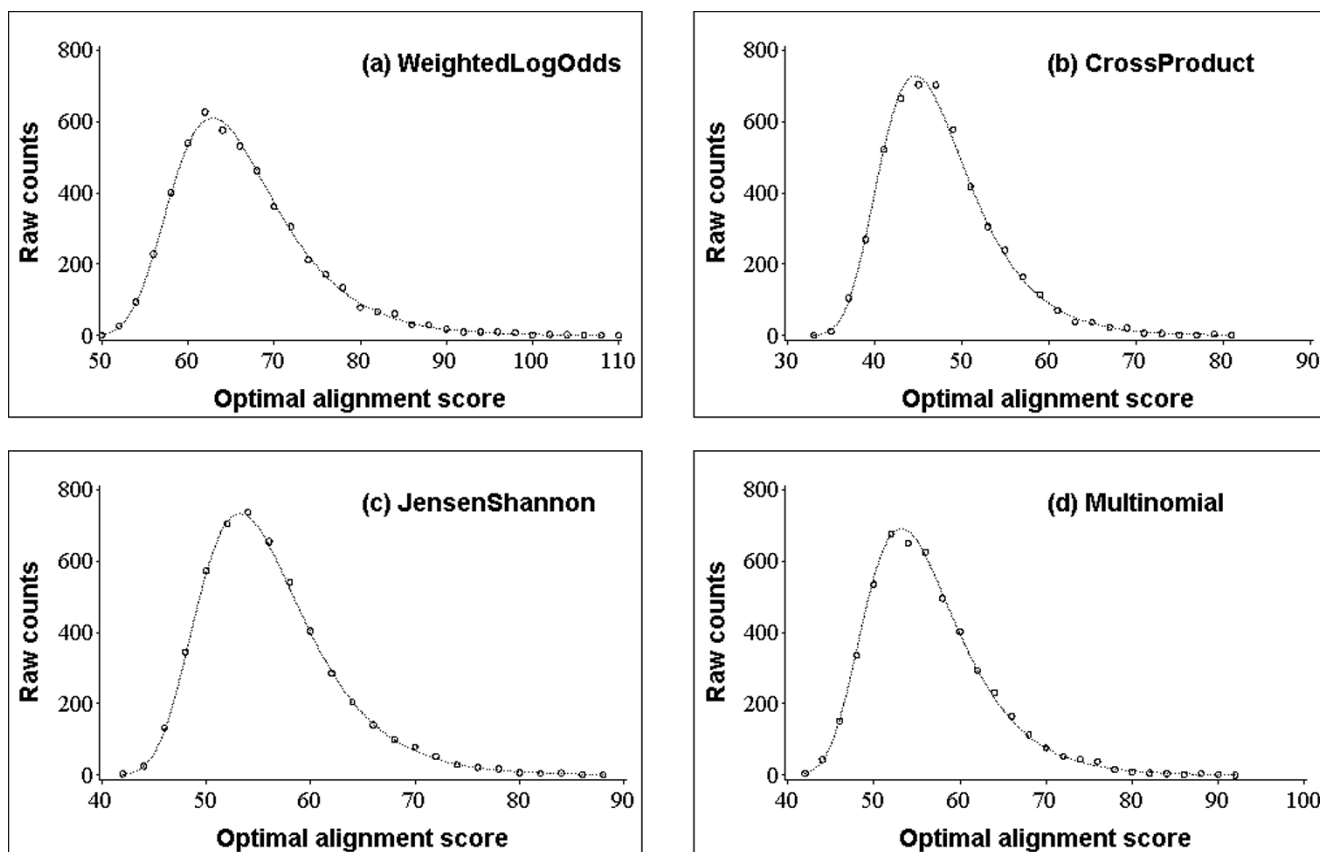 (a) WeightedLogOdds
Raw counts
800
600
400
200
0
50 60 70 80 90 100 110
Optimal alignment score
(b) CrossProduct
Raw counts
800
600
400
200
0
30 40 50 60 70 80 90
Optimal alignment score
(c) JensenShannon
Raw counts
800
600
400
200
0
40 50 60 70 80 90
Optimal alignment score
(d) Multinomial
Raw counts
800
600
400
200
0
40 50 60 70 80 90 100
Optimal alignment score